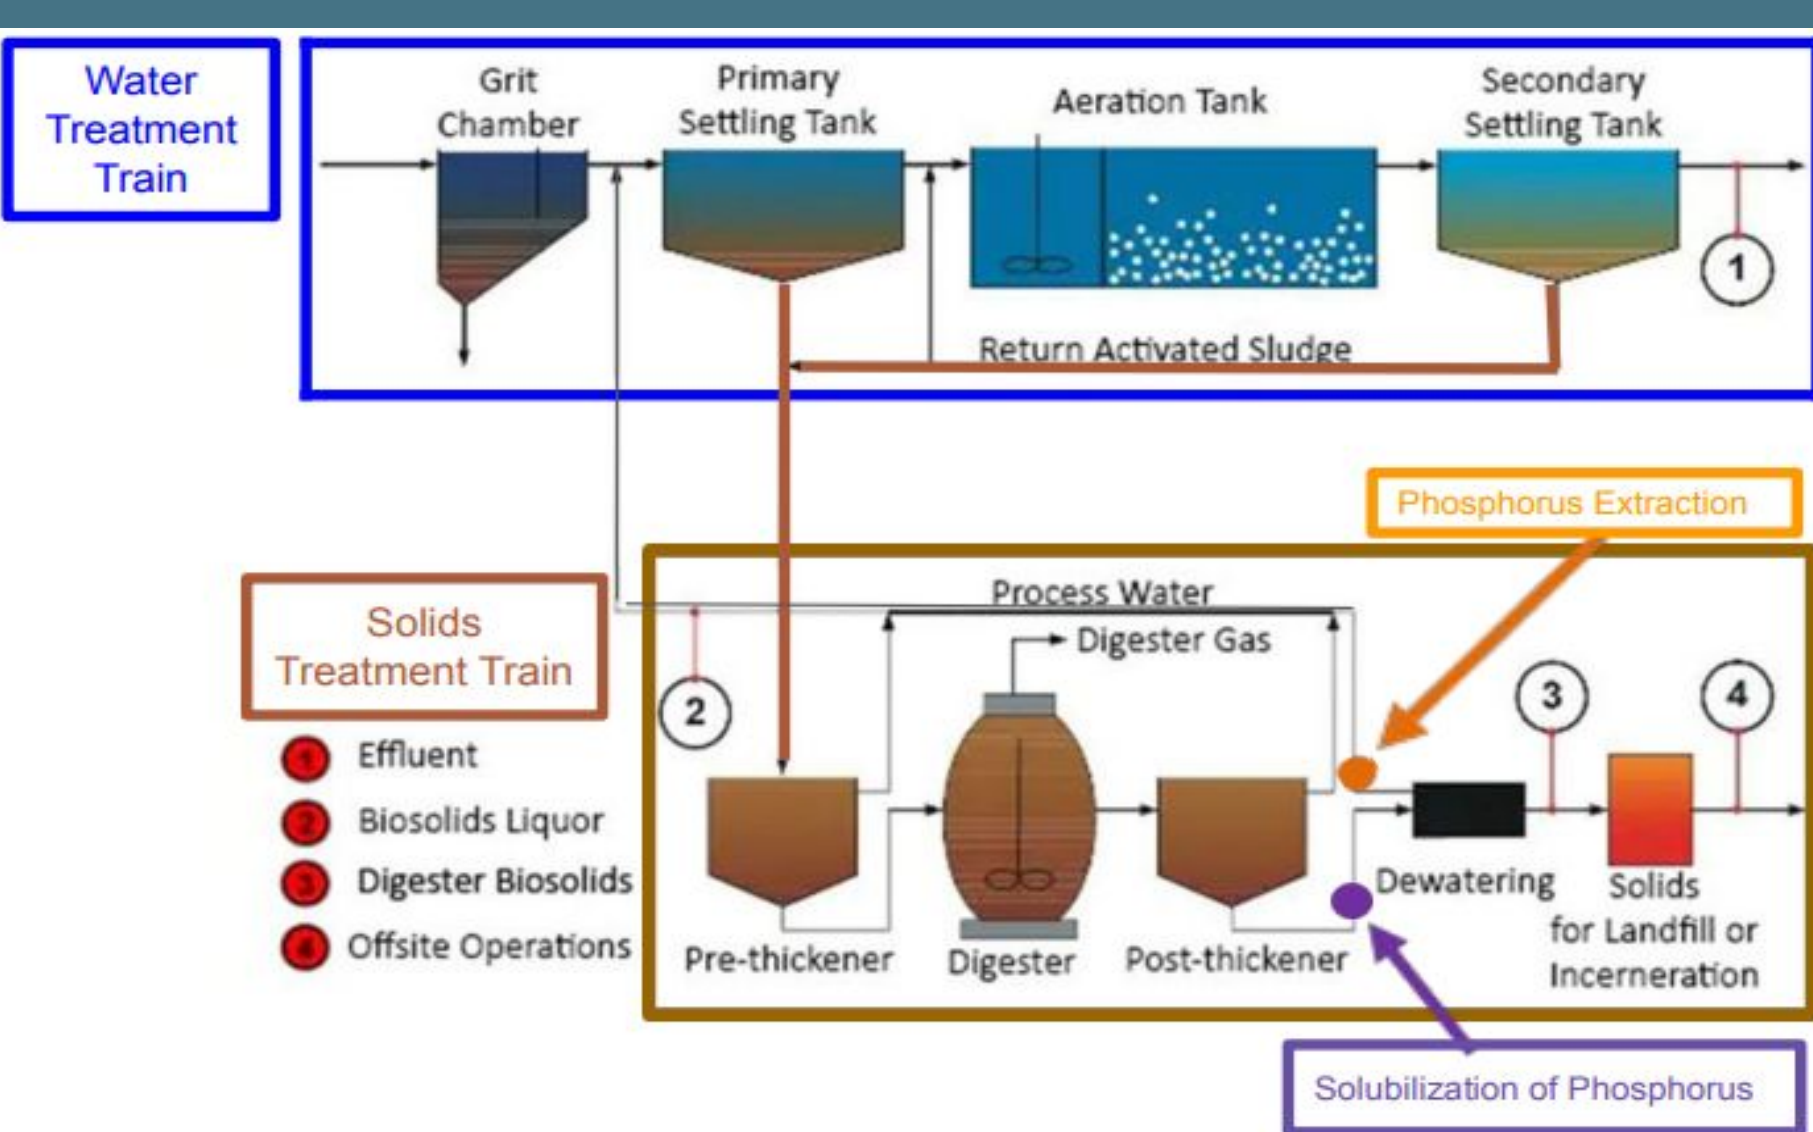 Water
Treatment
Train
Grit
Chamber
Primary
Settling Tank
Aeration Tank
Secondary
Settling Tank
1
Return Activated Sludge
Phosphorus Extraction
Solids
Treatment Train
Process Water
Digester Gas
2
3
4
1 Effluent
2 Biosolids Liquor
3 Digester Biosolids
4 Offsite Operations
Pre-thickener
Digester
Post-thickener
Dewatering
Solids
for Landfill or
Incerneration
Solubilization of Phosphorus